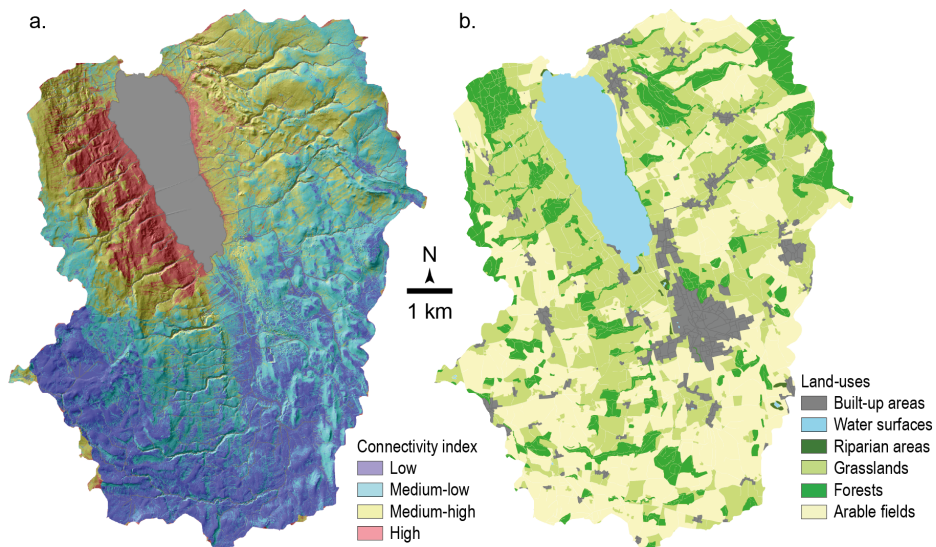 a.
b.
N
1 km
Connectivity index
Low
Medium-low
Medium-high
High
Land-uses
Built-up areas
Water surfaces
Riparian areas
Grasslands
Forests
Arable fields